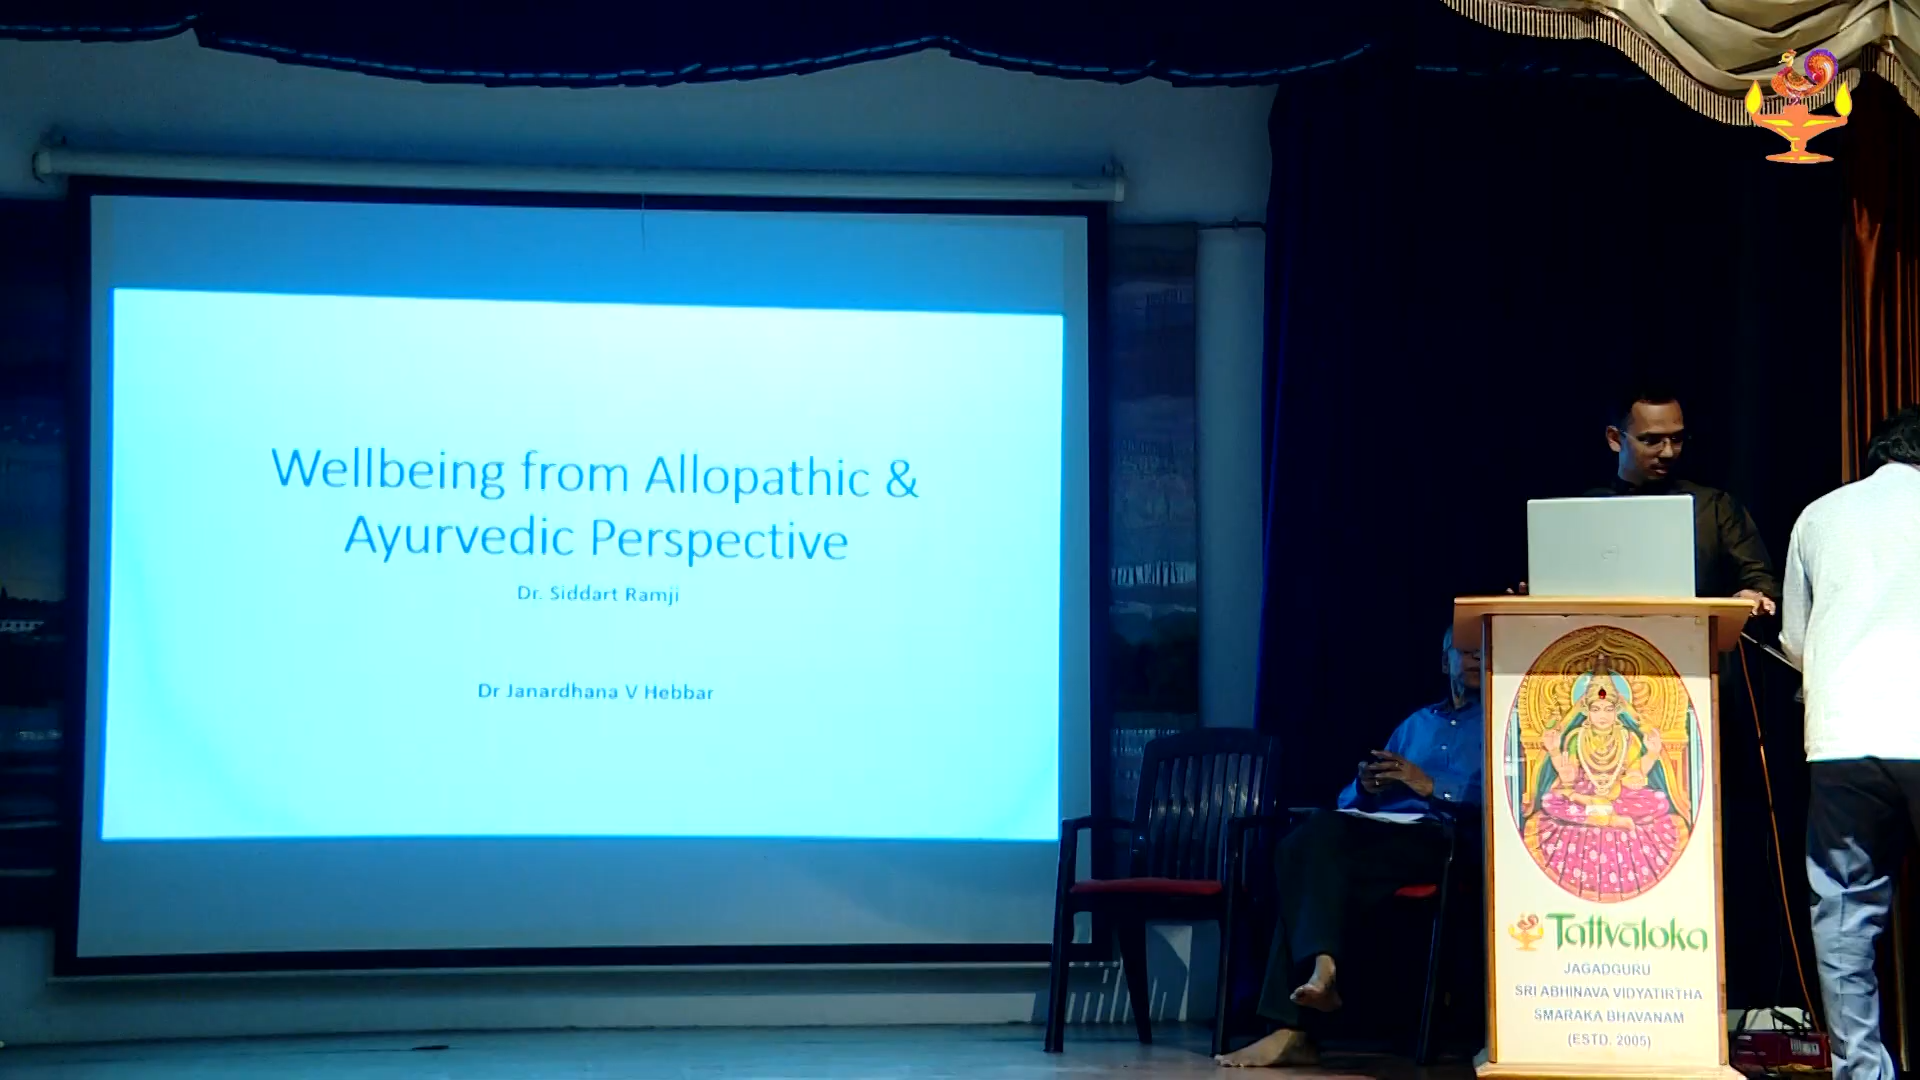 Wellbeing from Allopathic &
Ayurvedic Perspective
Dr. Siddart Ramji
Dr Janardhana V Hebbar
Tattvāloka
JAGADGURU
SRI ABHINAVA VIDYATIRTHA
SMARAKA BHAVANAM
(ESTD. 2005)